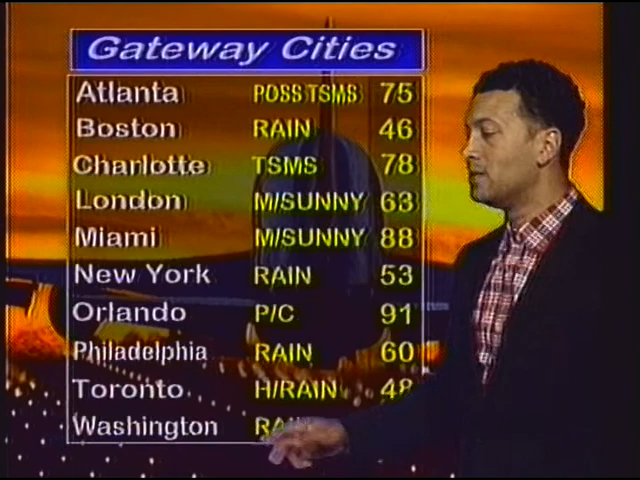 Gateway Cities
Atlanta POSS TSMS 75
Boston RAIN 46
Charlotte TSMS 78
London M/SUNNY 63
Miami M/SUNNY 88
New York RAIN 53
Orlando P/C 91
Philadelphia RAIN 60
Toronto H/RAIN 48
Washington